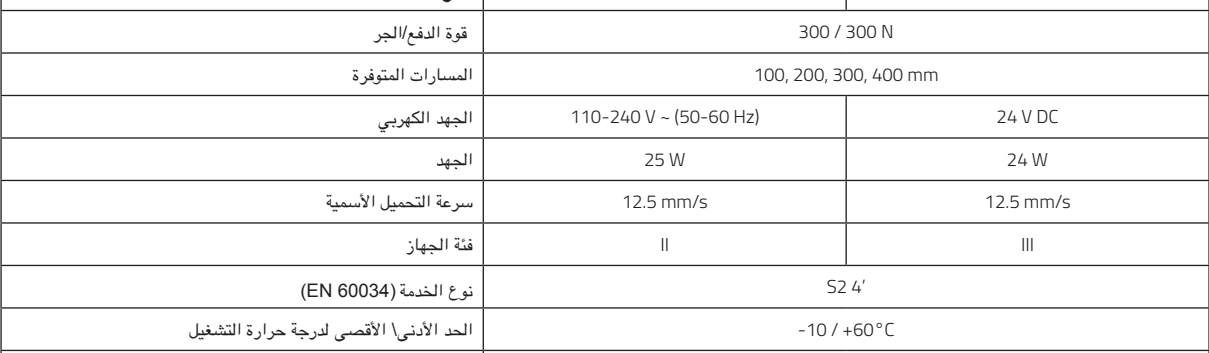 قوة الدفع/الجر 300 / 300 N
المسارات المتوفرة 100, 200, 300, 400 mm
الجهد الكهربي 110-240 V ~ (50-60 Hz) 24 V DC
الجهد 25 W 24 W
سرعة التحميل الأسمية 12.5 mm/s 12.5 mm/s
فئة الجهاز II III
نوع الخدمة (EN 60034) S2 4’
الحد الأدنى\ الأقصى لدرجة حرارة التشغيل -10 / +60°C